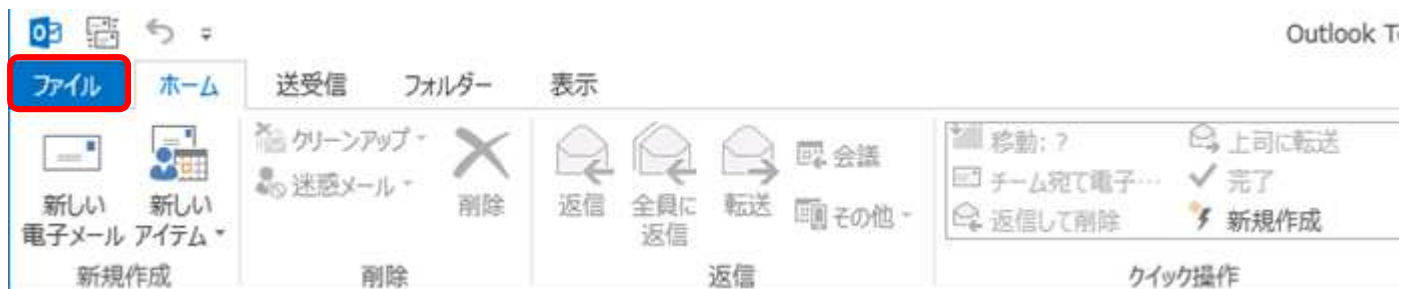 Outlook T
ファイル ホーム 送受信 フォルダー 表示
新しい
電子メール
新しい
アイテム
新規作成
クリーンアップ
迷惑メール
削除
削除
返信
全員に
返信
転送
会議
その他
返信
移動: ?
チーム宛て電子…
返信して削除
上司に転送
完了
新規作成
クイック操作